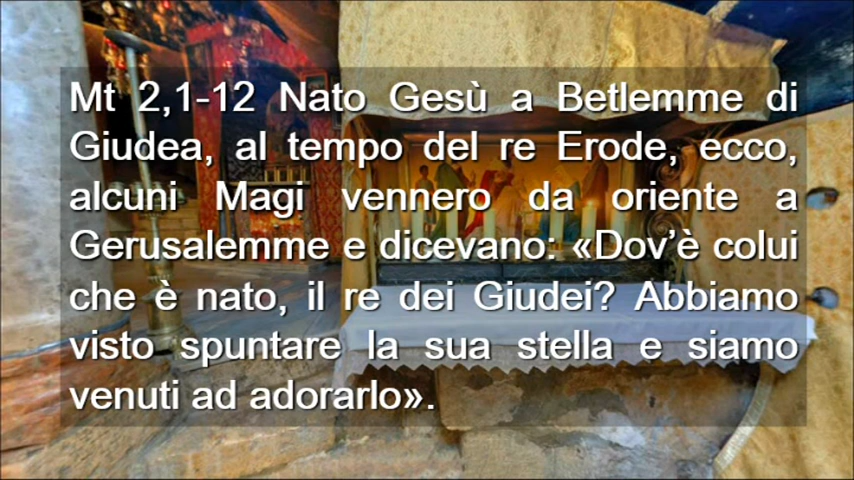 Mt 2,1-12 Nato Gesù a Betlemme di
Giudea, al tempo del re Erode, ecco,
alcuni Magi vennero da oriente a
Gerusalemme e dicevano: «Dov’è colui
che è nato, il re dei Giudei? Abbiamo
visto spuntare la sua stella e siamo
venuti ad adorarlo».